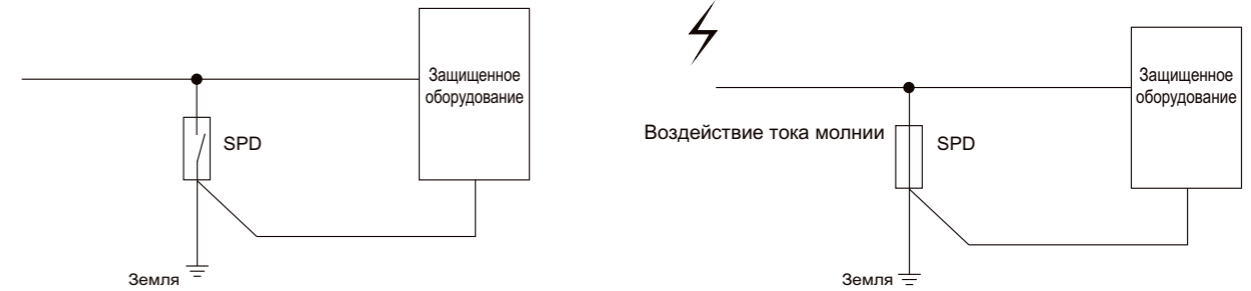 Защищенное
оборудование
SPD
Земля
Защищенное
оборудование
Воздействие тока молнии
SPD
Земля